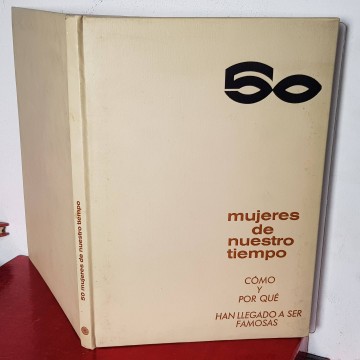 50
mujeres
de
nuestro
tiempo
CÓMO
Y
POR QUÉ
HAN LLEGADO A SER
FAMOSAS
50 mujeres de nuestro tiempo